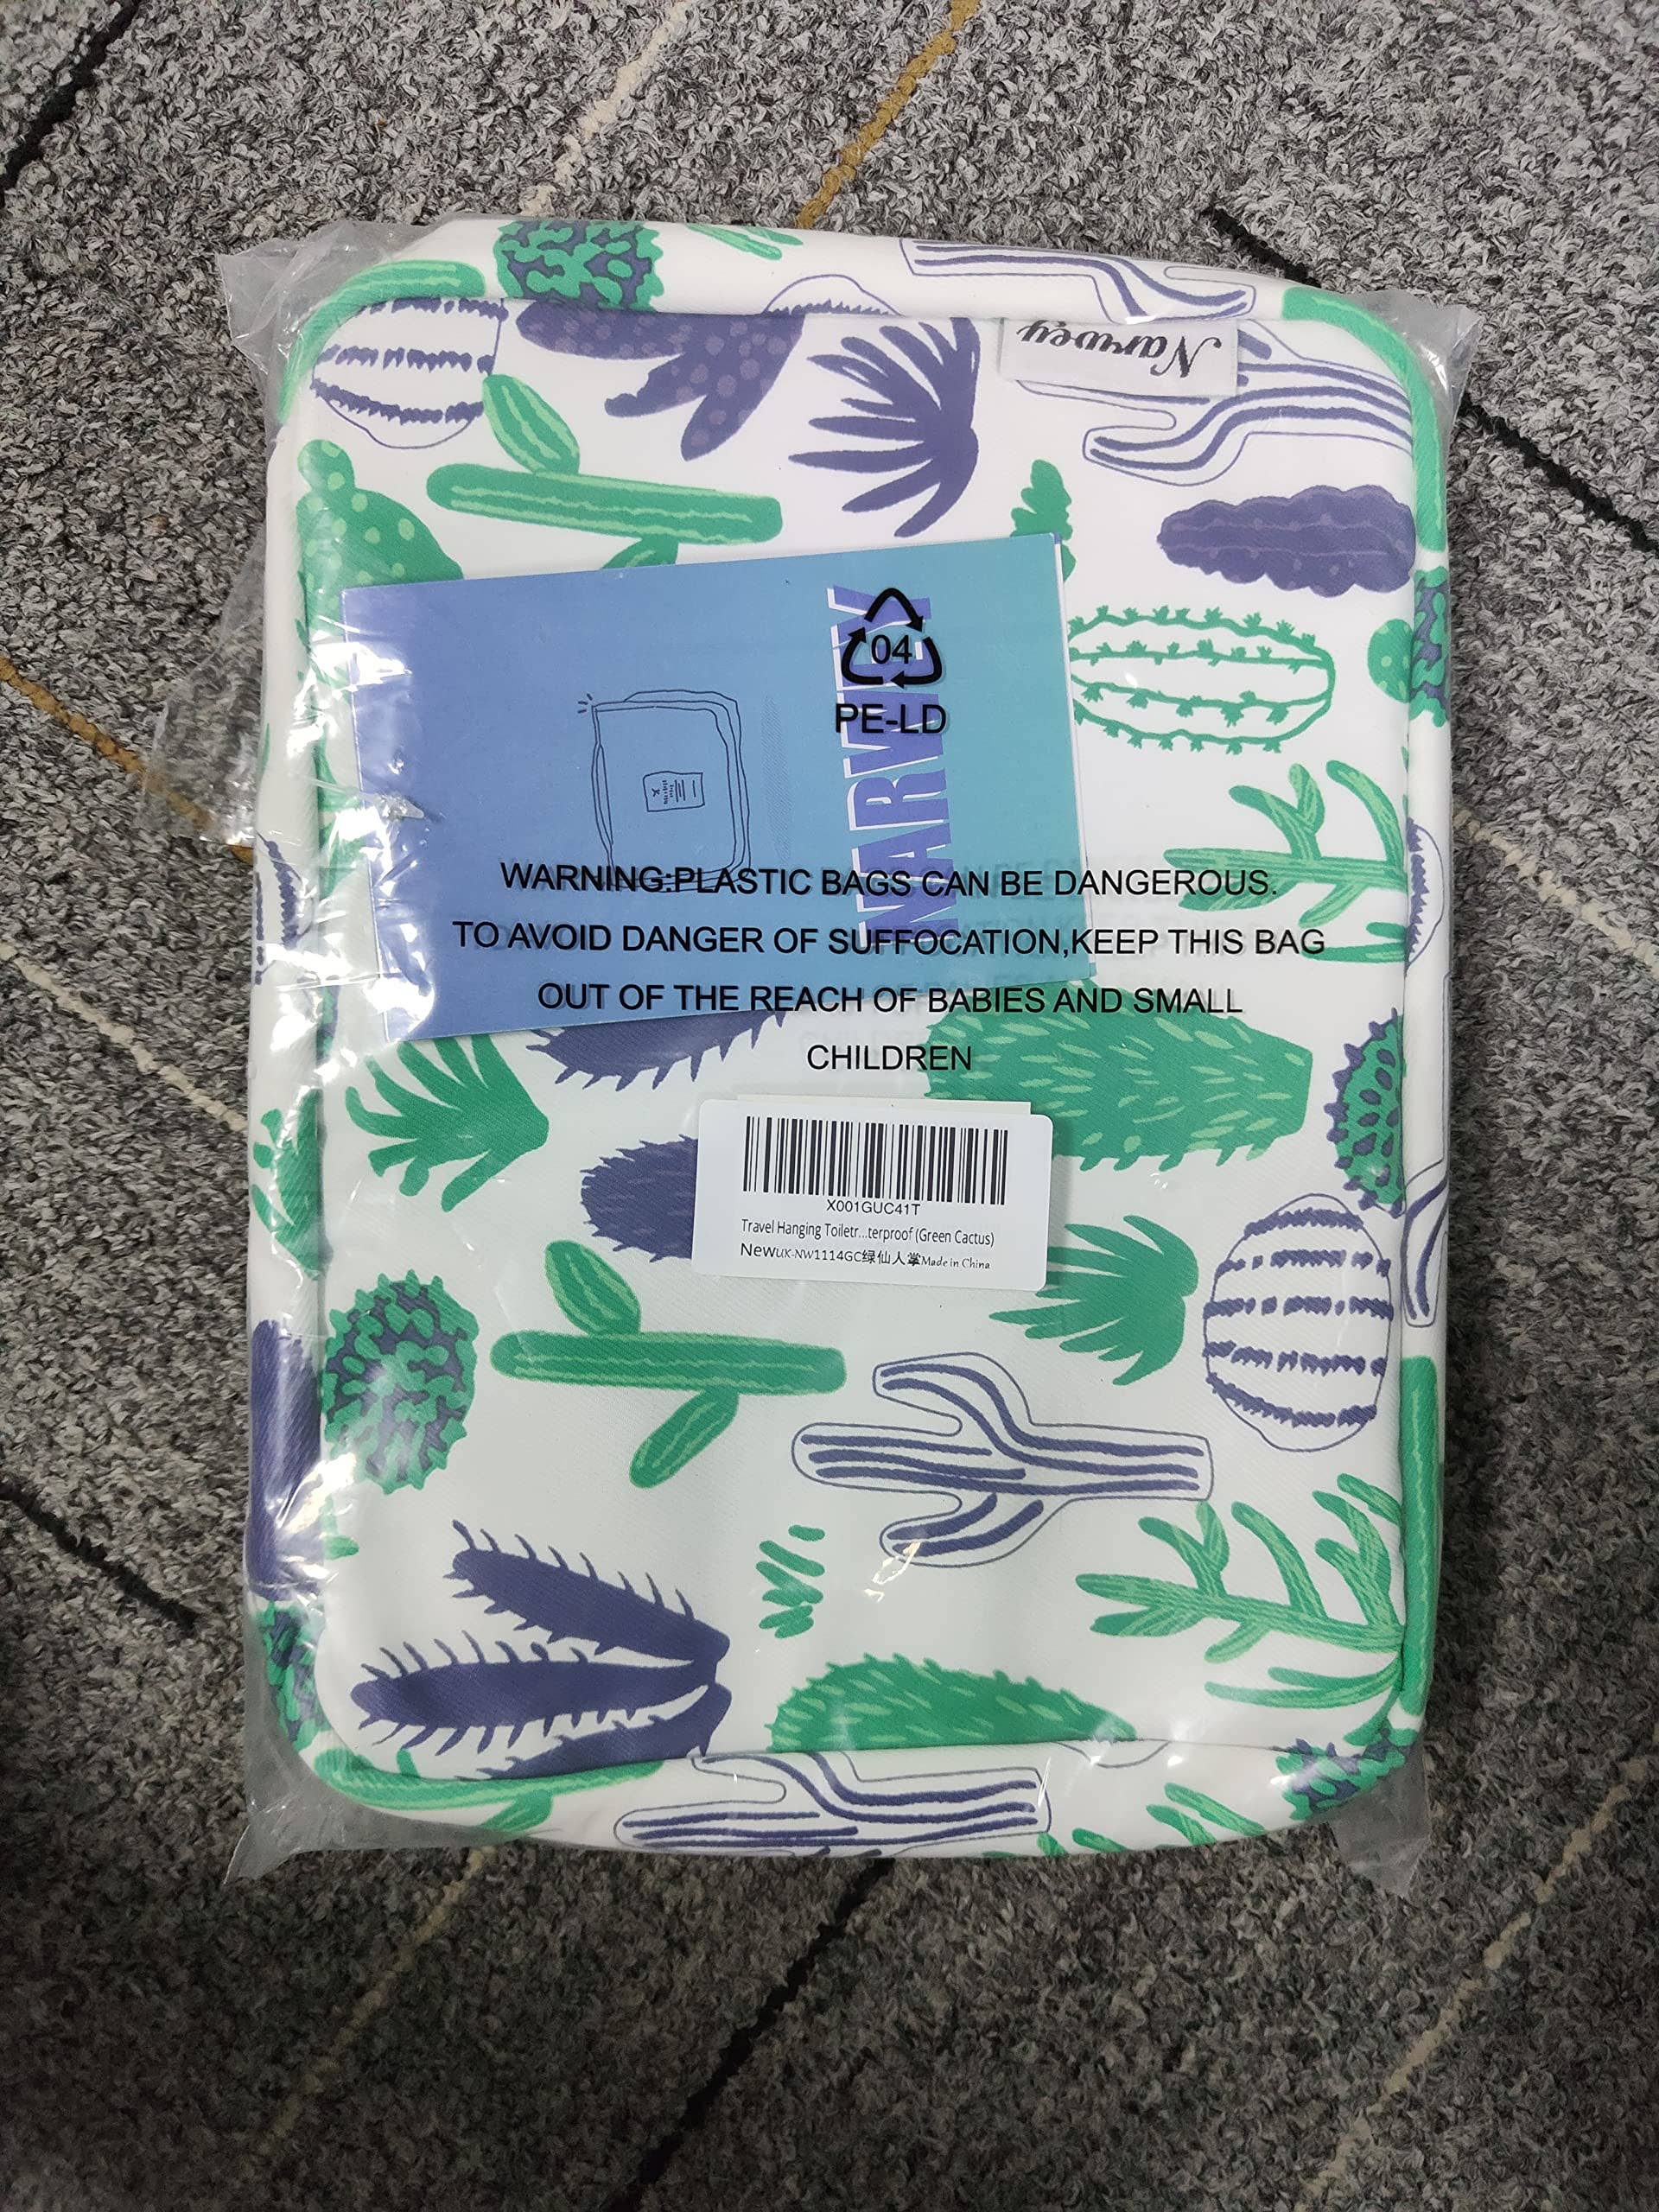 Narwey
04
PE-LD
NARWEY
WARNING:PLASTIC BAGS CAN BE DANGEROUS.
TO AVOID DANGER OF SUFFOCATION,KEEP THIS BAG
OUT OF THE REACH OF BABIES AND SMALL
CHILDREN
X001GUC41T
Travel Hanging Toiletr...terproof (Green Cactus)
NewUK-NW1114GC绿仙人掌Made in China